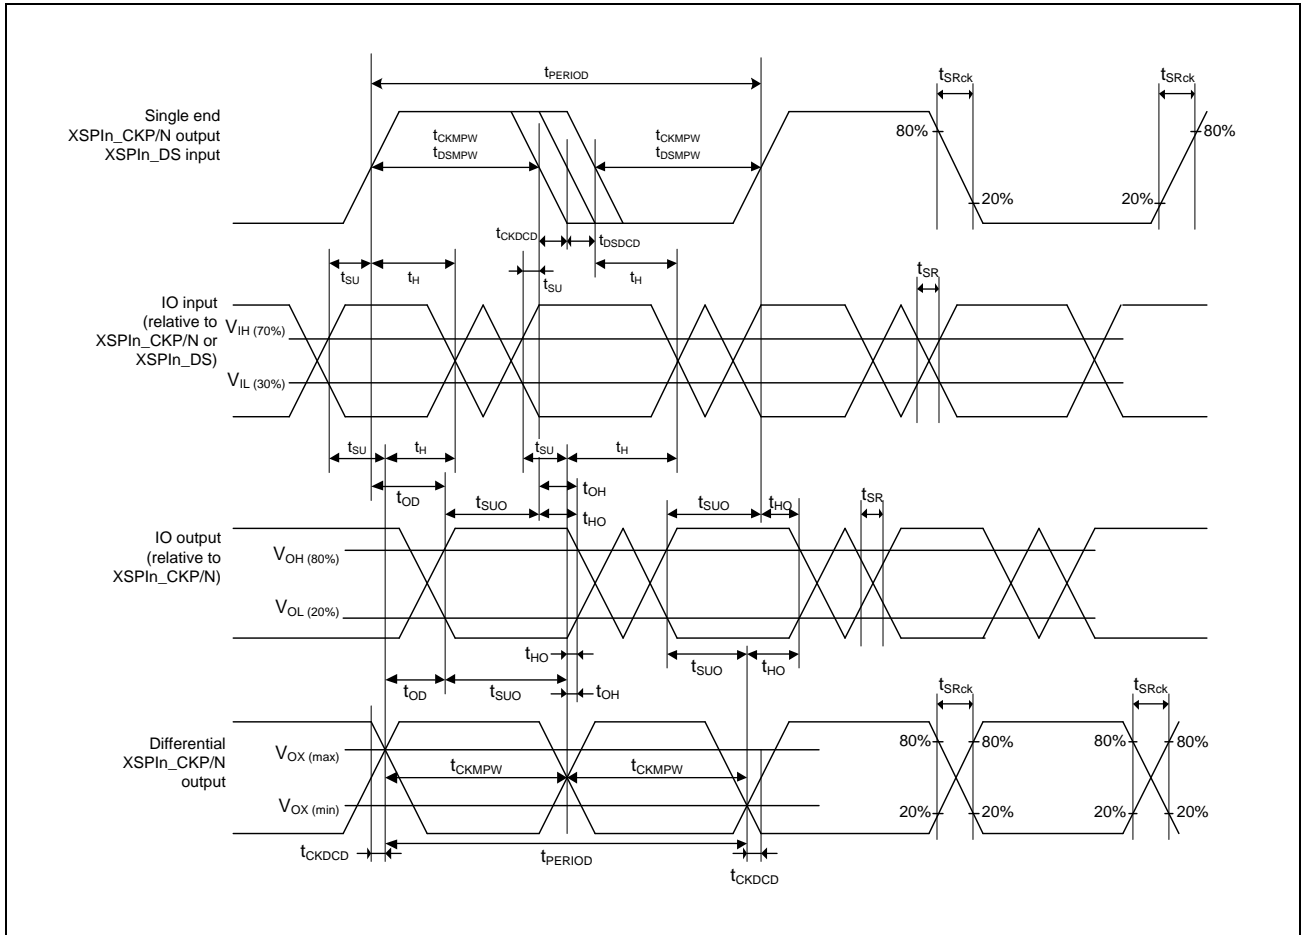 tPERIOD
tSRck
tSRck
Single end
XSPIn_CKP/N output
XSPIn_DS input
tCKMPW
tDSMPW
tCKMPW
tDSMPW
80%
80%
20%
20%
tCKDCD
tDSDCD
tSU
tH
tSU
tH
tSR
IO input
(relative to
XSPIn_CKP/N or
XSPIn_DS)
VIH (70%)
VIL (30%)
tSU
tH
tSU
tH
tOD
tSUO
tOH
tHO
tSUO
tHO
tSR
IO output
(relative to
XSPIn_CKP/N)
VOH (80%)
VOL (20%)
tHO
tSUO
tHO
tOD
tSUO
tOH
tSRck
tSRck
Differential
XSPIn_CKP/N
output
VOX (max)
VOX (min)
tCKMPW
tCKMPW
80%
80%
80%
80%
20%
20%
20%
20%
tCKDCD
tPERIOD
tCKDCD